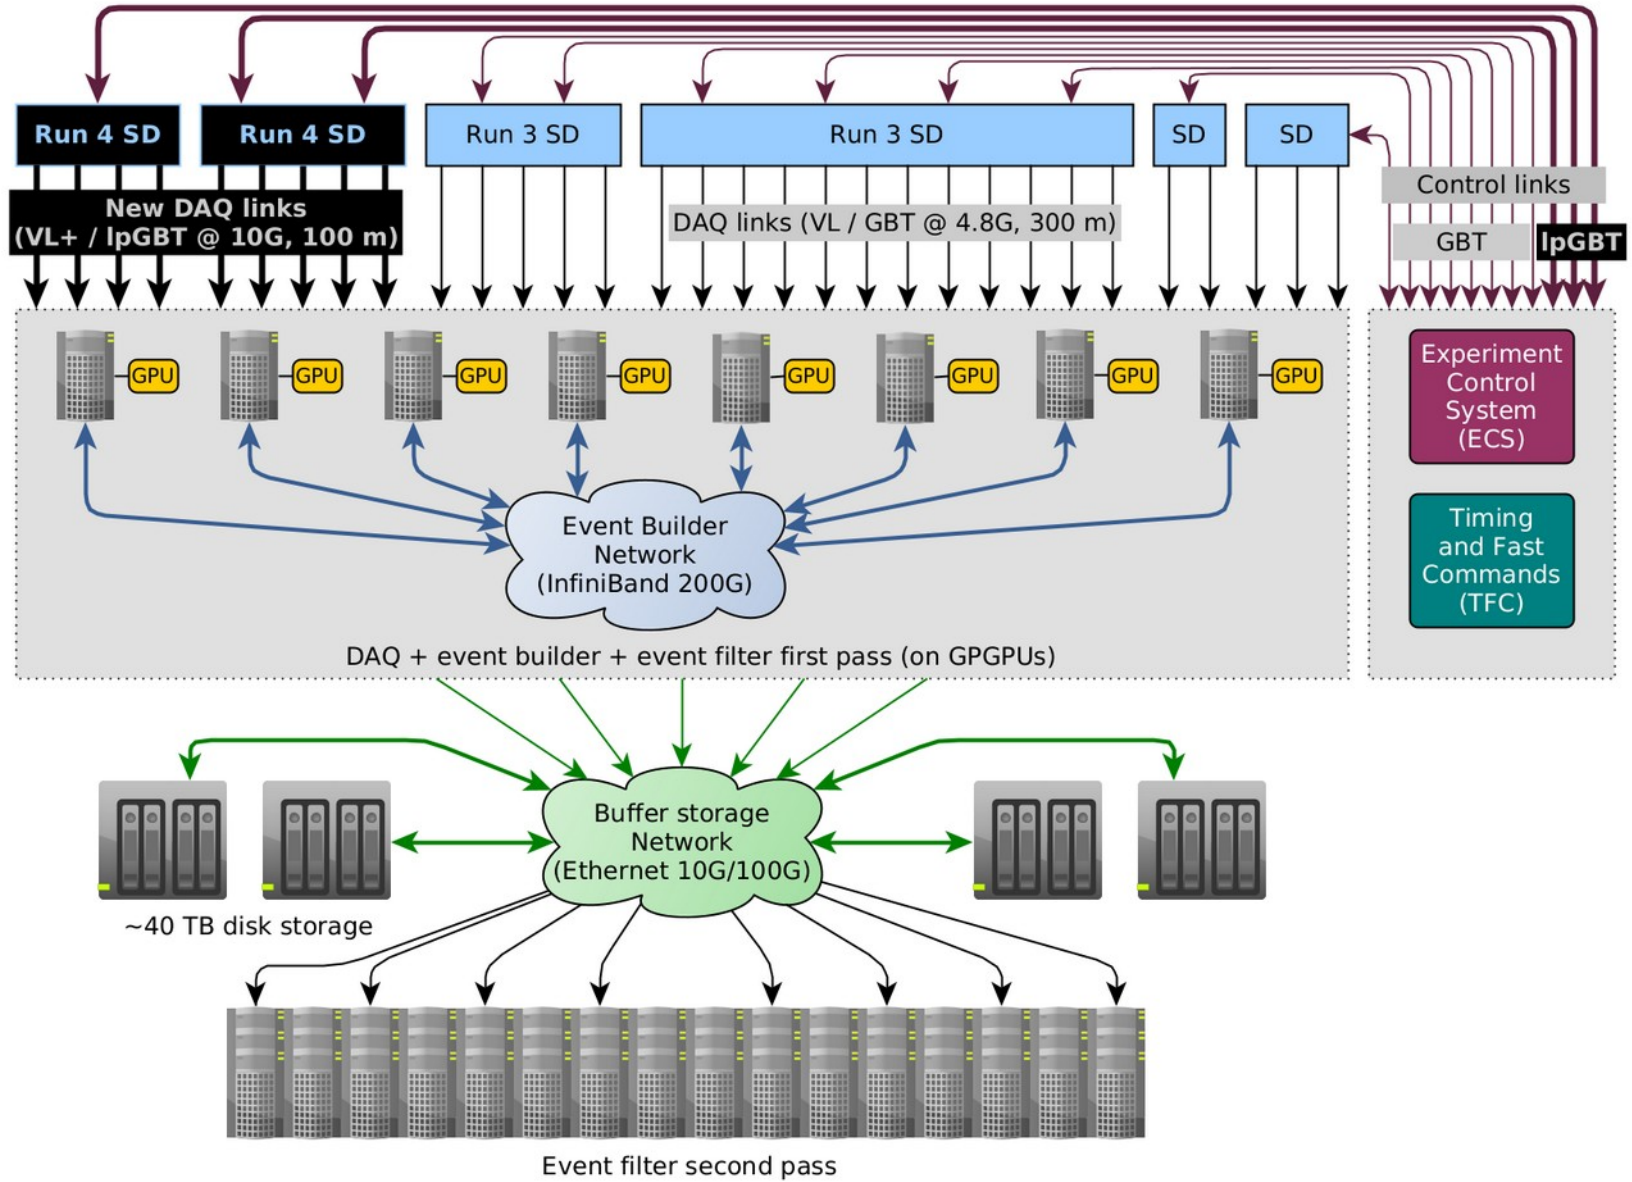 Run 4 SD
Run 4 SD
Run 3 SD
Run 3 SD
SD
SD
New DAQ links
(VL+ / lpGBT @ 10G, 100 m)
DAQ links (VL / GBT @ 4.8G, 300 m)
Control links
GBT
lpGBT
GPU
GPU
GPU
GPU
GPU
GPU
GPU
GPU
Experiment
Control
System
(ECS)
Timing
and Fast
Commands
(TFC)
Event Builder
Network
(InfiniBand 200G)
DAQ + event builder + event filter first pass (on GPGPUs)
Buffer storage
Network
(Ethernet 10G/100G)
~40 TB disk storage
Event filter second pass